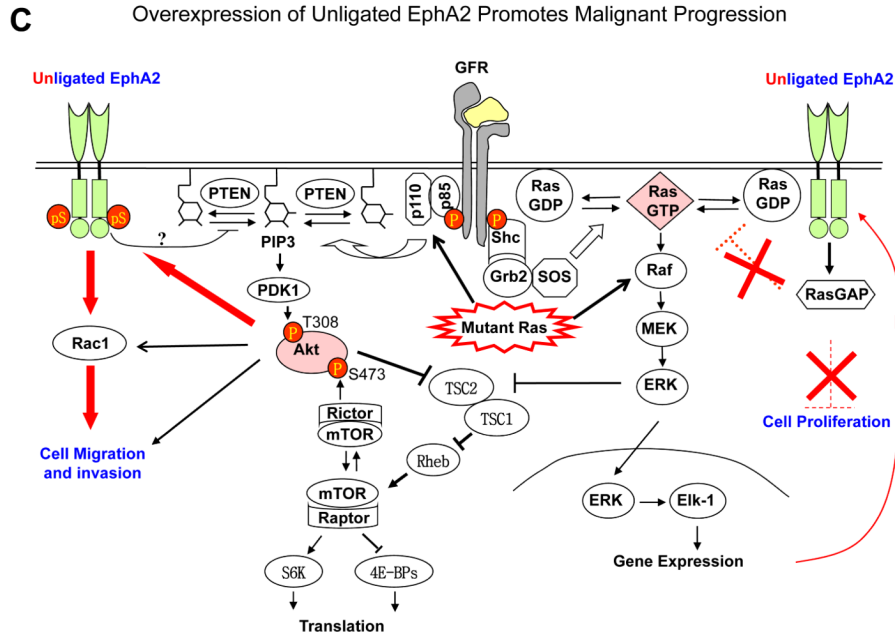 C
Overexpression of Unligated EphA2 Promotes Malignant Progression
Unligated EphA2
GFR
Unligated EphA2
pS
pS
?
PTEN
PTEN
PIP3
p110
p85
P
P
Shc
Grb2
SOS
Ras
GDP
Ras
GTP
Ras
GDP
PDK1
Raf
RasGAP
Mutant Ras
P
T308
Akt
P
S473
Rac1
MEK
ERK
TSC2
TSC1
Cell Proliferation
Rictor
mTOR
Rheb
Cell Migration
and invasion
mTOR
Raptor
ERK
Elk-1
Gene Expression
S6K
4E-BPs
Translation